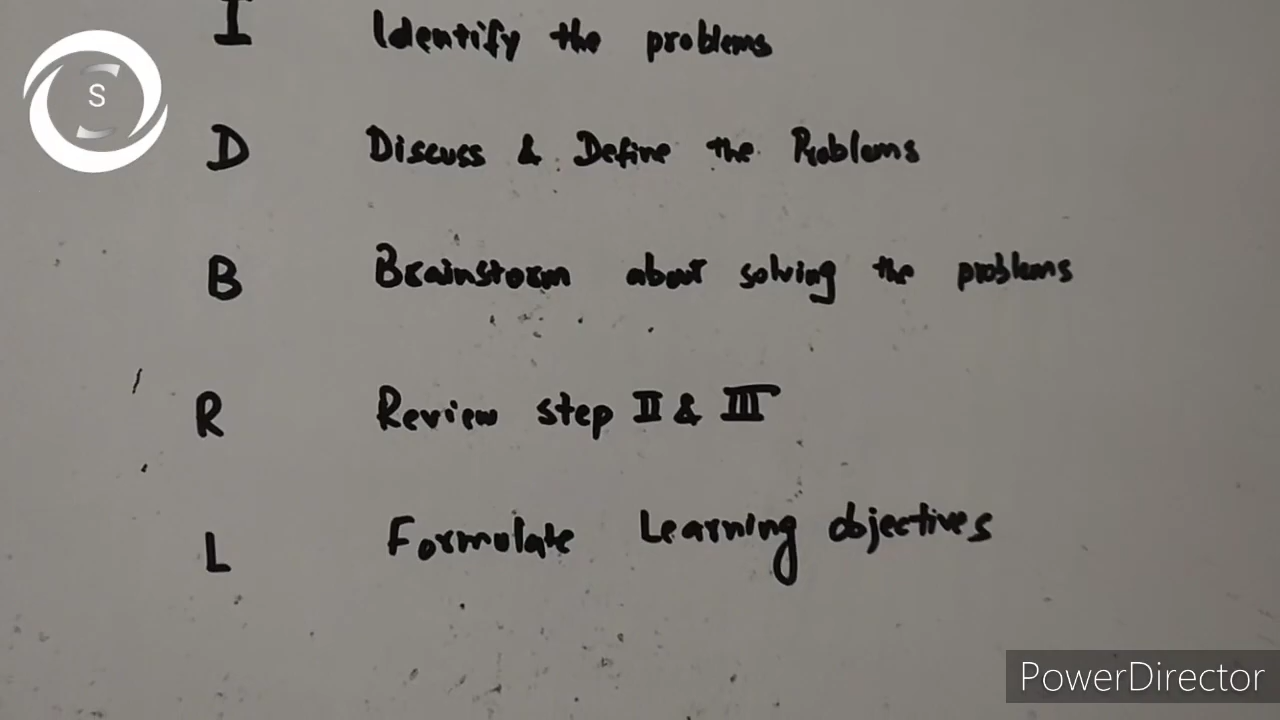 I Identify the problems
S
D Discuss & Define the Problems
B Brainstorm about solving the problems
R Review step II & III
L Formulate Learning objectives
PowerDirector